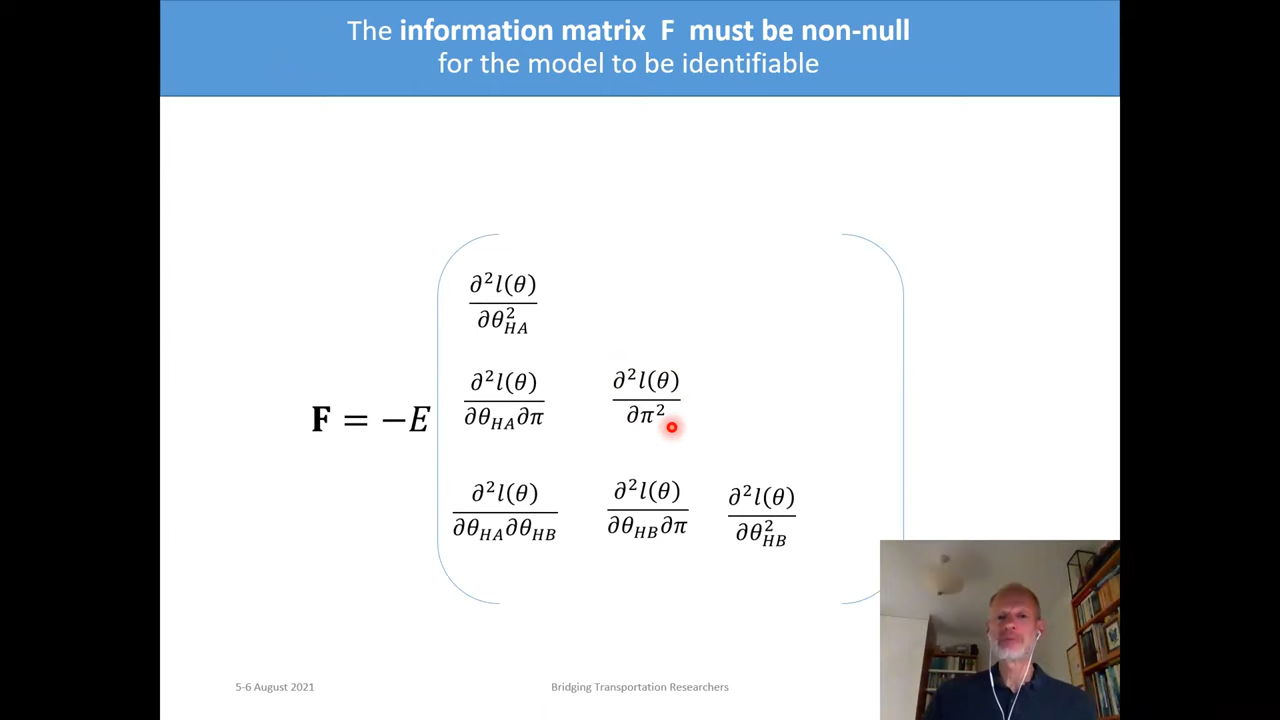 The information matrix F must be non-null
for the model to be identifiable
∂²l(θ)
∂θ²_HA
∂²l(θ) ∂²l(θ)
∂θ_HA∂π ∂π²
F = −E
∂²l(θ) ∂²l(θ) ∂²l(θ)
∂θ_HA∂θ_HB ∂θ_HB∂π ∂θ²_HB
5-6 August 2021 Bridging Transportation Researchers